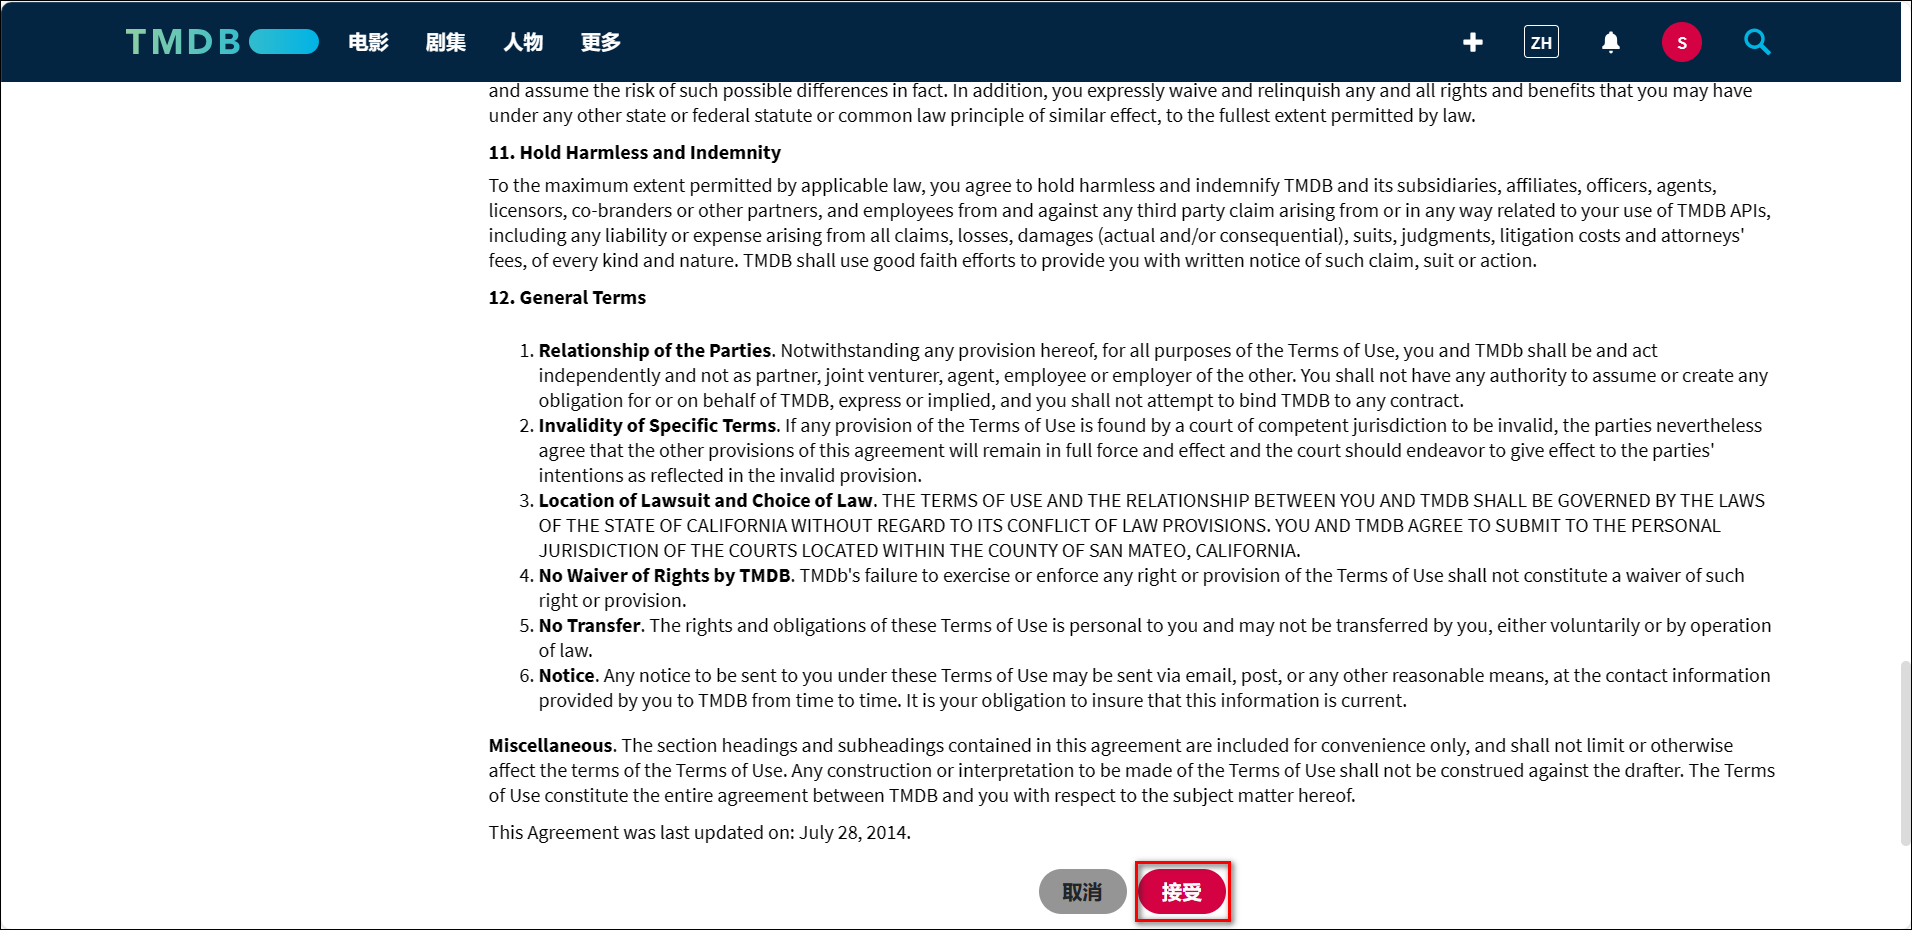 TMDB 电影 剧集 人物 更多 ZH S
and assume the risk of such possible differences in fact. In addition, you expressly waive and relinquish any and all rights and benefits that you may have
under any other state or federal statute or common law principle of similar effect, to the fullest extent permitted by law.
11. Hold Harmless and Indemnity
To the maximum extent permitted by applicable law, you agree to hold harmless and indemnify TMDB and its subsidiaries, affiliates, officers, agents,
licensors, co-branders or other partners, and employees from and against any third party claim arising from or in any way related to your use of TMDB APIs,
including any liability or expense arising from all claims, losses, damages (actual and/or consequential), suits, judgments, litigation costs and attorneys'
fees, of every kind and nature. TMDB shall use good faith efforts to provide you with written notice of such claim, suit or action.
12. General Terms
1. Relationship of the Parties. Notwithstanding any provision hereof, for all purposes of the Terms of Use, you and TMDb shall be and act
independently and not as partner, joint venturer, agent, employee or employer of the other. You shall not have any authority to assume or create any
obligation for or on behalf of TMDB, express or implied, and you shall not attempt to bind TMDB to any contract.
2. Invalidity of Specific Terms. If any provision of the Terms of Use is found by a court of competent jurisdiction to be invalid, the parties nevertheless
agree that the other provisions of this agreement will remain in full force and effect and the court should endeavor to give effect to the parties'
intentions as reflected in the invalid provision.
3. Location of Lawsuit and Choice of Law. THE TERMS OF USE AND THE RELATIONSHIP BETWEEN YOU AND TMDB SHALL BE GOVERNED BY THE LAWS
OF THE STATE OF CALIFORNIA WITHOUT REGARD TO ITS CONFLICT OF LAW PROVISIONS. YOU AND TMDB AGREE TO SUBMIT TO THE PERSONAL
JURISDICTION OF THE COURTS LOCATED WITHIN THE COUNTY OF SAN MATEO, CALIFORNIA.
4. No Waiver of Rights by TMDB. TMDb's failure to exercise or enforce any right or provision of the Terms of Use shall not constitute a waiver of such
right or provision.
5. No Transfer. The rights and obligations of these Terms of Use is personal to you and may not be transferred by you, either voluntarily or by operation
of law.
6. Notice. Any notice to be sent to you under these Terms of Use may be sent via email, post, or any other reasonable means, at the contact information
provided by you to TMDB from time to time. It is your obligation to insure that this information is current.
Miscellaneous. The section headings and subheadings contained in this agreement are included for convenience only, and shall not limit or otherwise
affect the terms of the Terms of Use. Any construction or interpretation to be made of the Terms of Use shall not be construed against the drafter. The Terms
of Use constitute the entire agreement between TMDB and you with respect to the subject matter hereof.
This Agreement was last updated on: July 28, 2014.
取消 接受